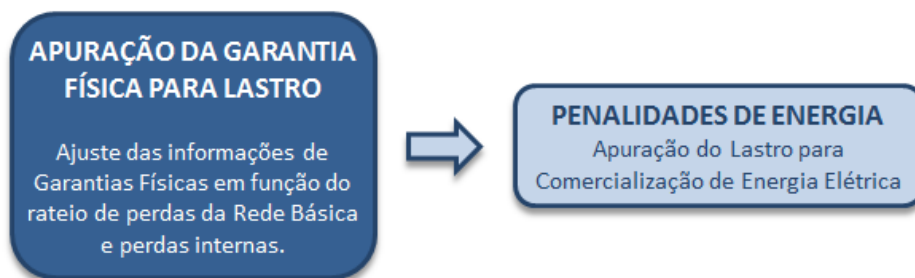 APURAÇÃO DA GARANTIA
FÍSICA PARA LASTRO
Ajuste das informações de
Garantias Físicas em função do
rateio de perdas da Rede Básica
e perdas internas.
PENALIDADES DE ENERGIA
Apuração do Lastro para
Comercialização de Energia Elétrica